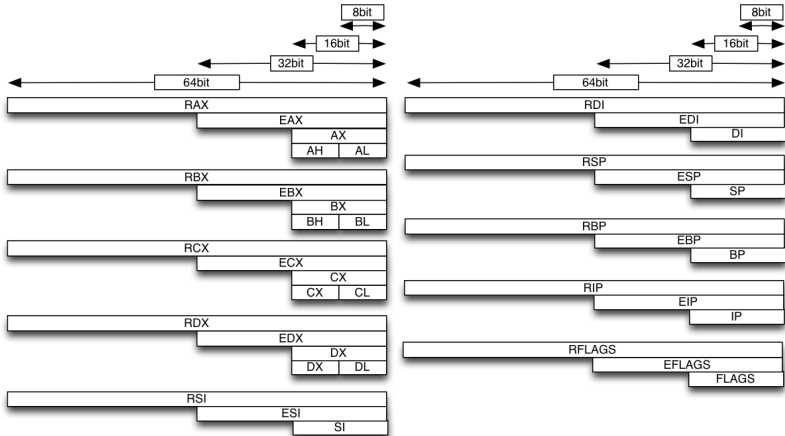 8bit
16bit
32bit
64bit
RAX
EAX
AX
AH AL
RBX
EBX
BX
BH BL
RCX
ECX
CX
CX CL
RDX
EDX
DX
DX DL
RSI
ESI
SI
8bit
16bit
32bit
64bit
RDI
EDI
DI
RSP
ESP
SP
RBP
EBP
BP
RIP
EIP
IP
RFLAGS
EFLAGS
FLAGS